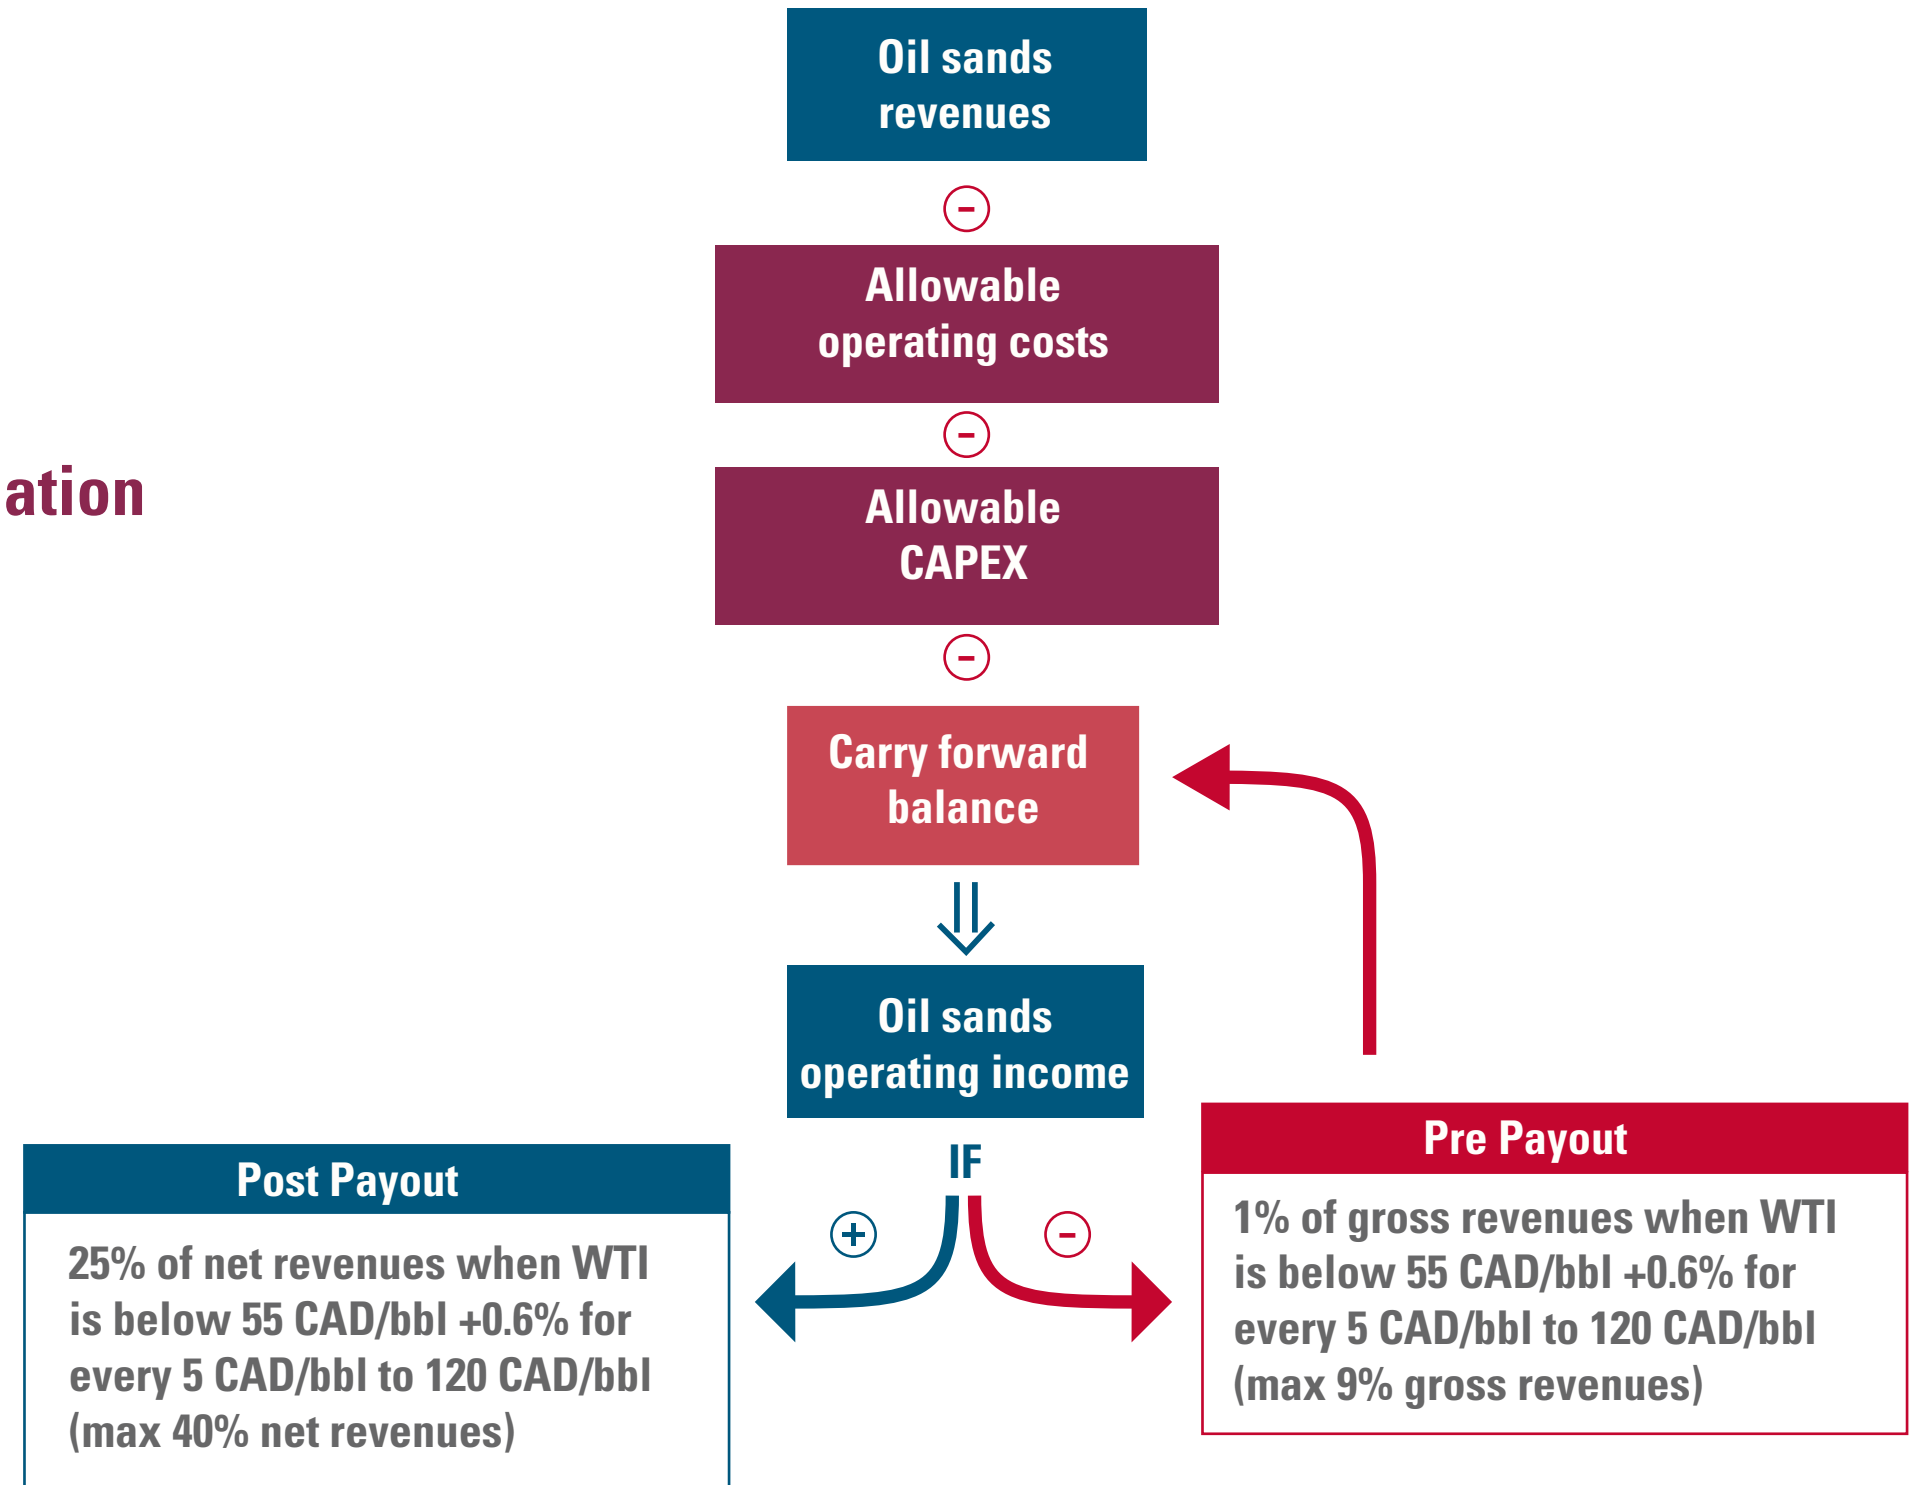 Oil sands
revenues
-
Allowable
operating costs
-
ation
Allowable
CAPEX
-
Carry forward
balance
Oil sands
operating income
IF
+
-
Post Payout
25% of net revenues when WTI
is below 55 CAD/bbl +0.6% for
every 5 CAD/bbl to 120 CAD/bbl
(max 40% net revenues)
Pre Payout
1% of gross revenues when WTI
is below 55 CAD/bbl +0.6% for
every 5 CAD/bbl to 120 CAD/bbl
(max 9% gross revenues)